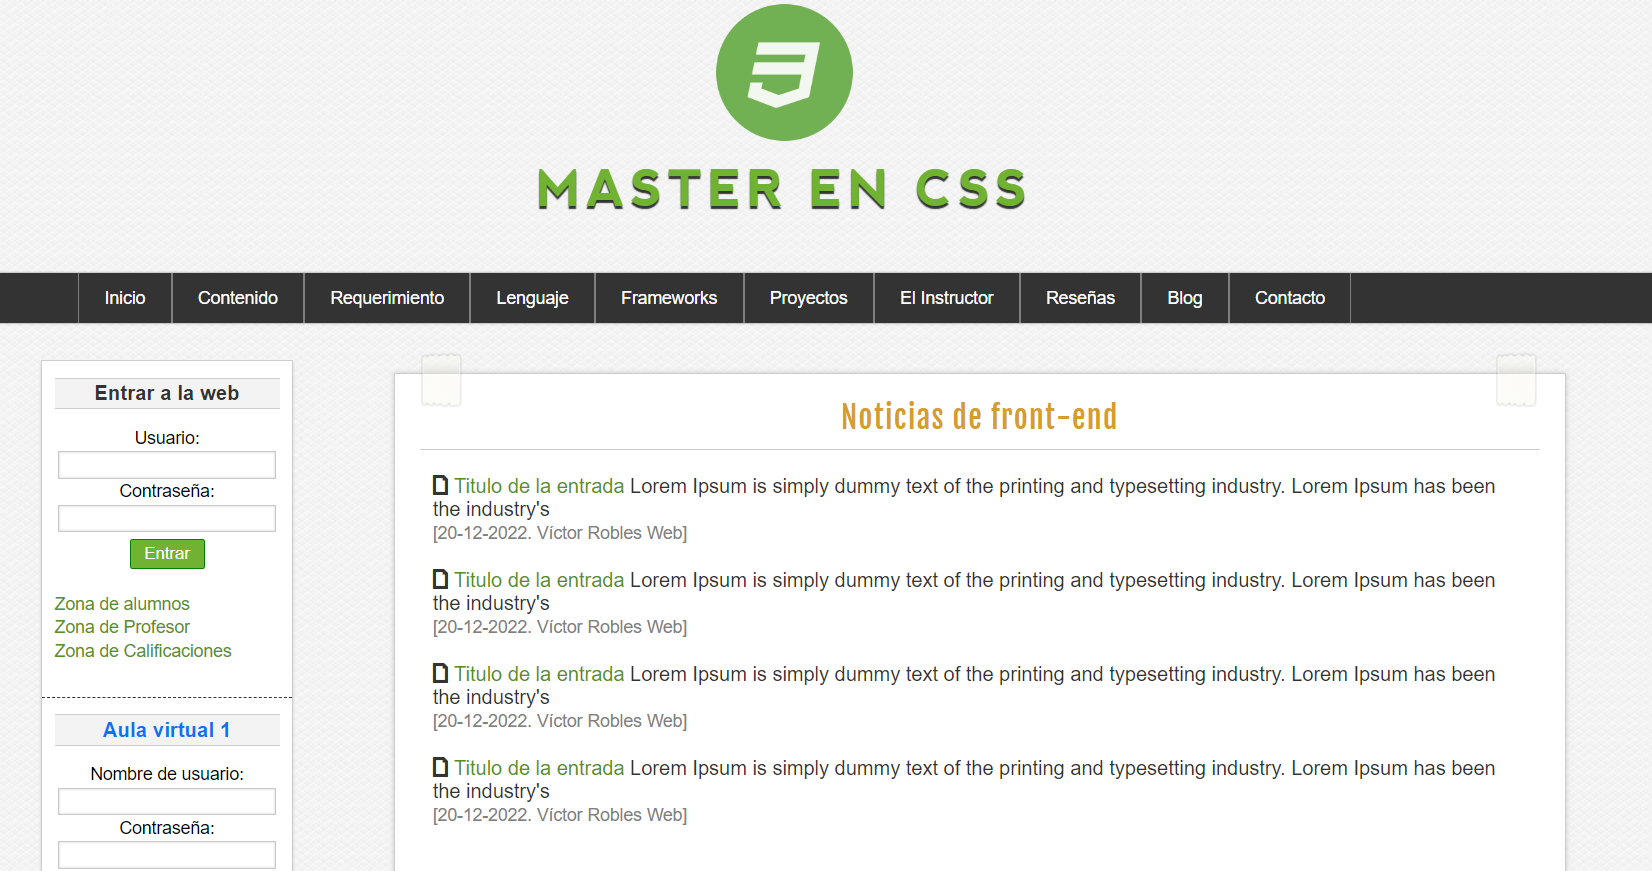 MASTER EN CSS
Inicio Contenido Requerimiento Lenguaje Frameworks Proyectos El Instructor Reseñas Blog Contacto
Entrar a la web
Usuario:
Contraseña:
Entrar
Zona de alumnos
Zona de Profesor
Zona de Calificaciones
Aula virtual 1
Nombre de usuario:
Contraseña:
Noticias de front-end
Titulo de la entrada Lorem Ipsum is simply dummy text of the printing and typesetting industry. Lorem Ipsum has been
the industry's
[20-12-2022. Víctor Robles Web]
Titulo de la entrada Lorem Ipsum is simply dummy text of the printing and typesetting industry. Lorem Ipsum has been
the industry's
[20-12-2022. Víctor Robles Web]
Titulo de la entrada Lorem Ipsum is simply dummy text of the printing and typesetting industry. Lorem Ipsum has been
the industry's
[20-12-2022. Víctor Robles Web]
Titulo de la entrada Lorem Ipsum is simply dummy text of the printing and typesetting industry. Lorem Ipsum has been
the industry's
[20-12-2022. Víctor Robles Web]